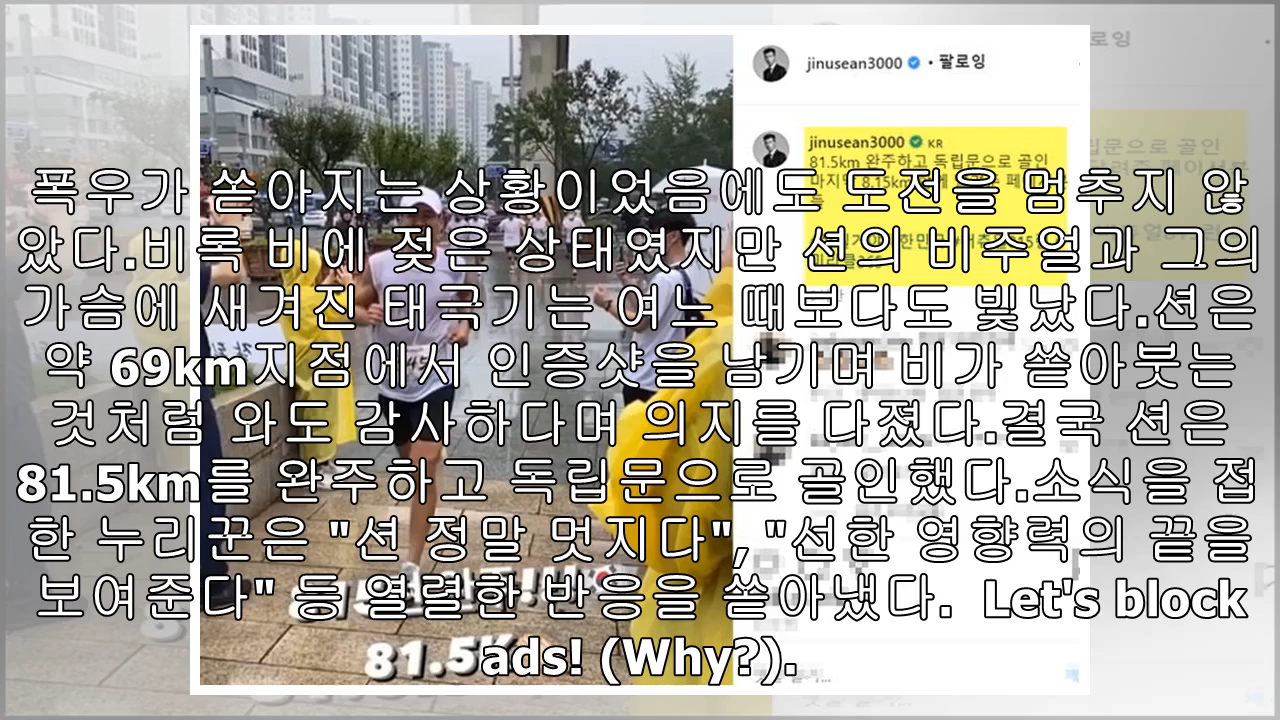 jinusean3000 • 팔로잉
로잉
jinusean3000 KR
81.5km 완주하고 독립문으로 골인
폭우가 쏟아지는 상황이었음에도 도전을 멈추지 않
았다.비록 비에 젖은 상태였지만 션의 비주얼과 그의
가슴에 새겨진 태극기는 여느 때보다도 빛났다.션은
약 69km지점에서 인증샷을 남기며 비가 쏟아붓는
것처럼 와도 감사하다며 의지를 다졌다.결국 션은
81.5km를 완주하고 독립문으로 골인했다.소식을 접
한 누리꾼은 "션 정말 멋지다", "선한 영향력의 끝을
보여준다" 등 열렬한 반응을 쏟아냈다. Let's block
ads! (Why?).